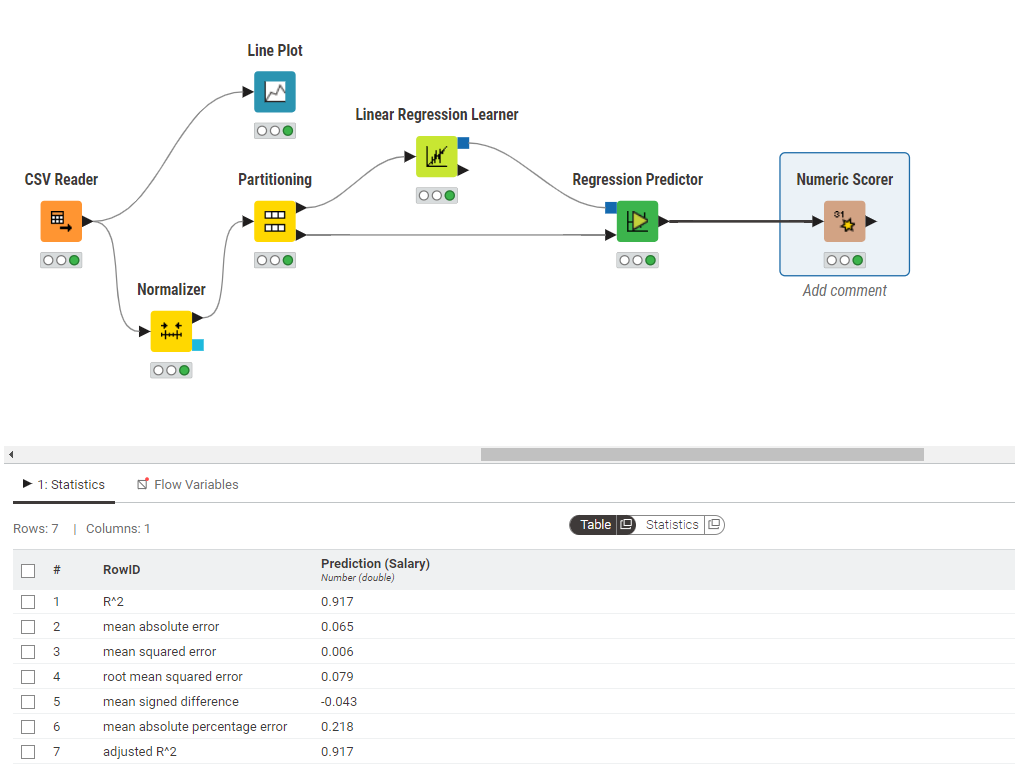 Line Plot
Linear Regression Learner
CSV Reader
Partitioning
Regression Predictor
Numeric Scorer
31
Normalizer
Add comment
1: Statistics
Flow Variables
Rows: 7 | Columns: 1
Table
Statistics
# RowID Prediction (Salary)
Number (double)
1 R^2 0.917
2 mean absolute error 0.065
3 mean squared error 0.006
4 root mean squared error 0.079
5 mean signed difference -0.043
6 mean absolute percentage error 0.218
7 adjusted R^2 0.917